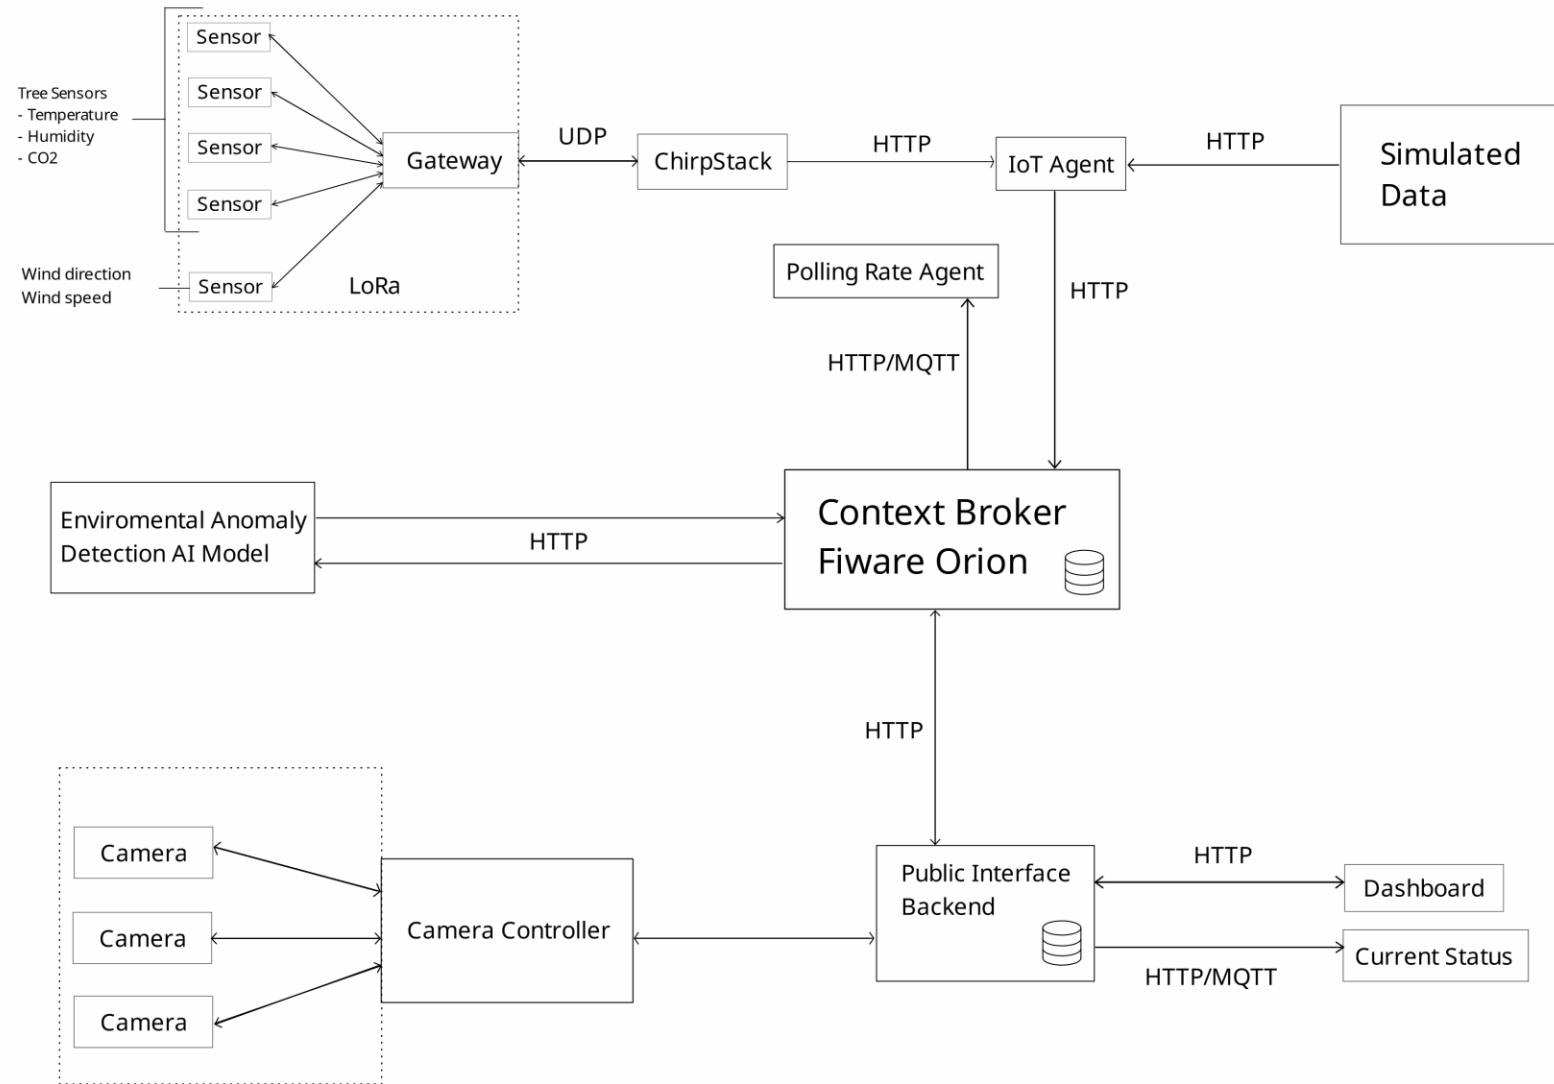 Sensor
Tree Sensors
- Temperature
- Humidity
- CO2
Sensor
Sensor
Sensor
Wind direction
Wind speed
Sensor
LoRa
Gateway
UDP
ChirpStack
HTTP
IoT Agent
HTTP
Simulated
Data
Polling Rate Agent
HTTP
HTTP/MQTT
Enviromental Anomaly
Detection AI Model
HTTP
Context Broker
Fiware Orion
HTTP
Camera
Camera
Camera
Camera Controller
Public Interface
Backend
HTTP
Dashboard
Current Status
HTTP/MQTT